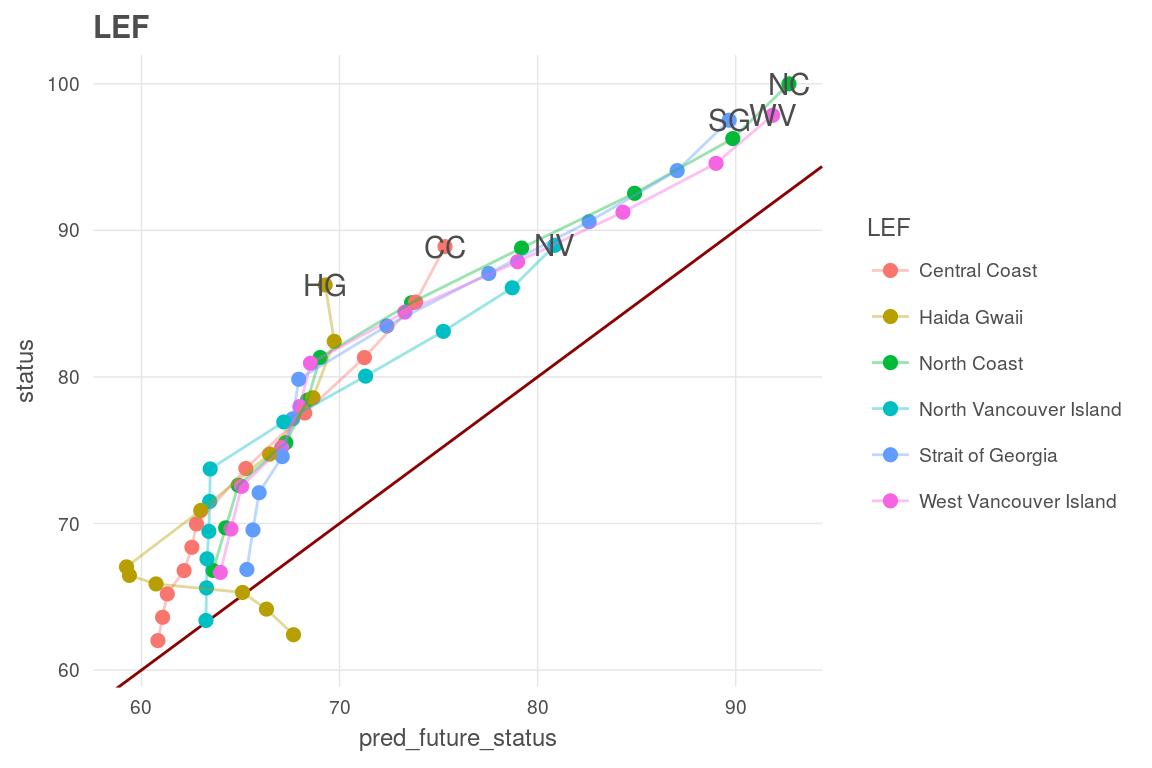 LEF
100
90
80
70
60
status
NC
SG
WV
CC
NV
HG
60
70
80
90
pred_future_status
LEF
Central Coast
Haida Gwaii
North Coast
North Vancouver Island
Strait of Georgia
West Vancouver Island